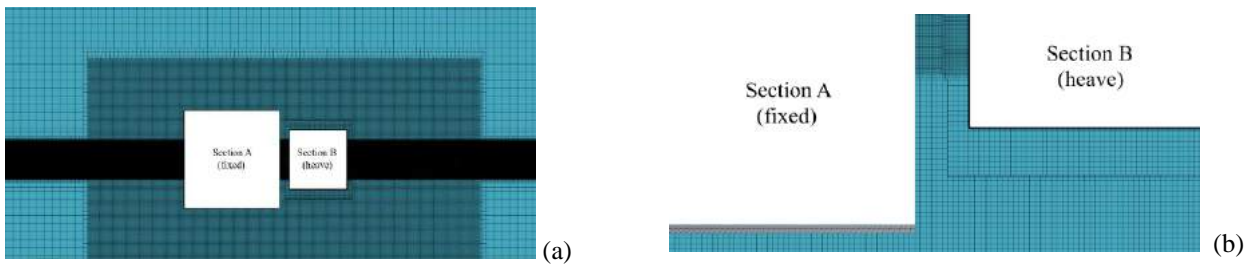 Section A
(fixed)
Section B
(heave)
(a)
Section A
(fixed)
Section B
(heave)
(b)